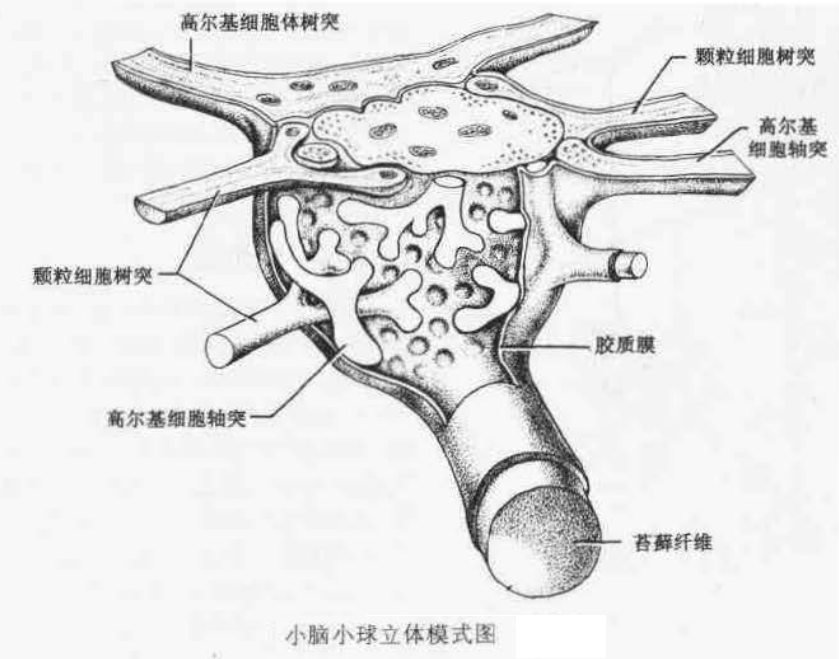 高尔基细胞体树突
颗粒细胞树突
高尔基
细胞轴突
颗粒细胞树突
胶质膜
高尔基细胞轴突
苔藓纤维
小脑小球立体模式图